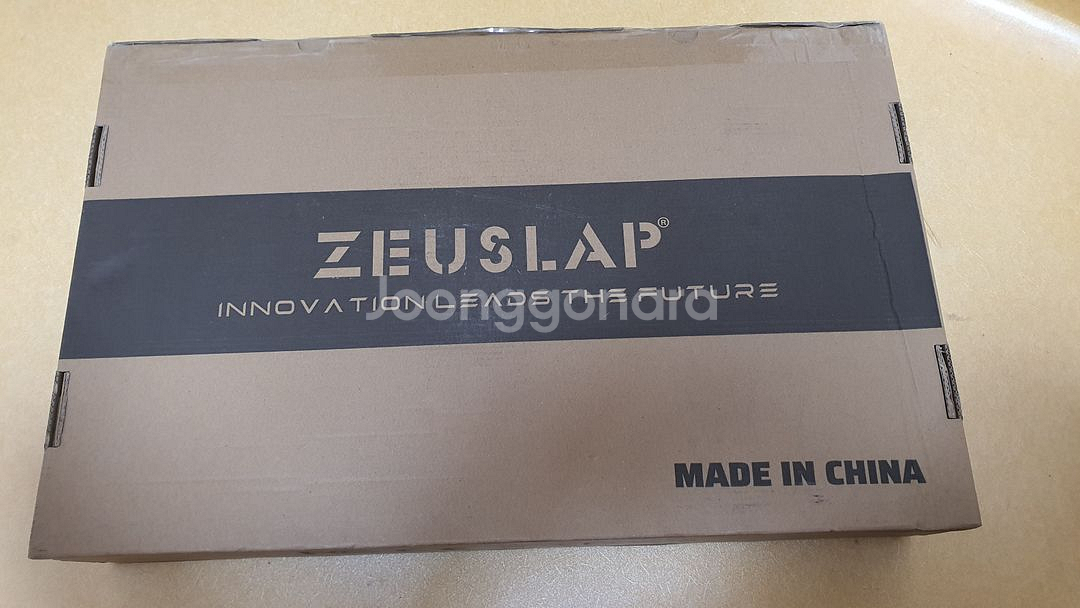 ZEUSLAP®
INNOVATION LEADS THE FUTURE
Joonggonara
MADE IN CHINA